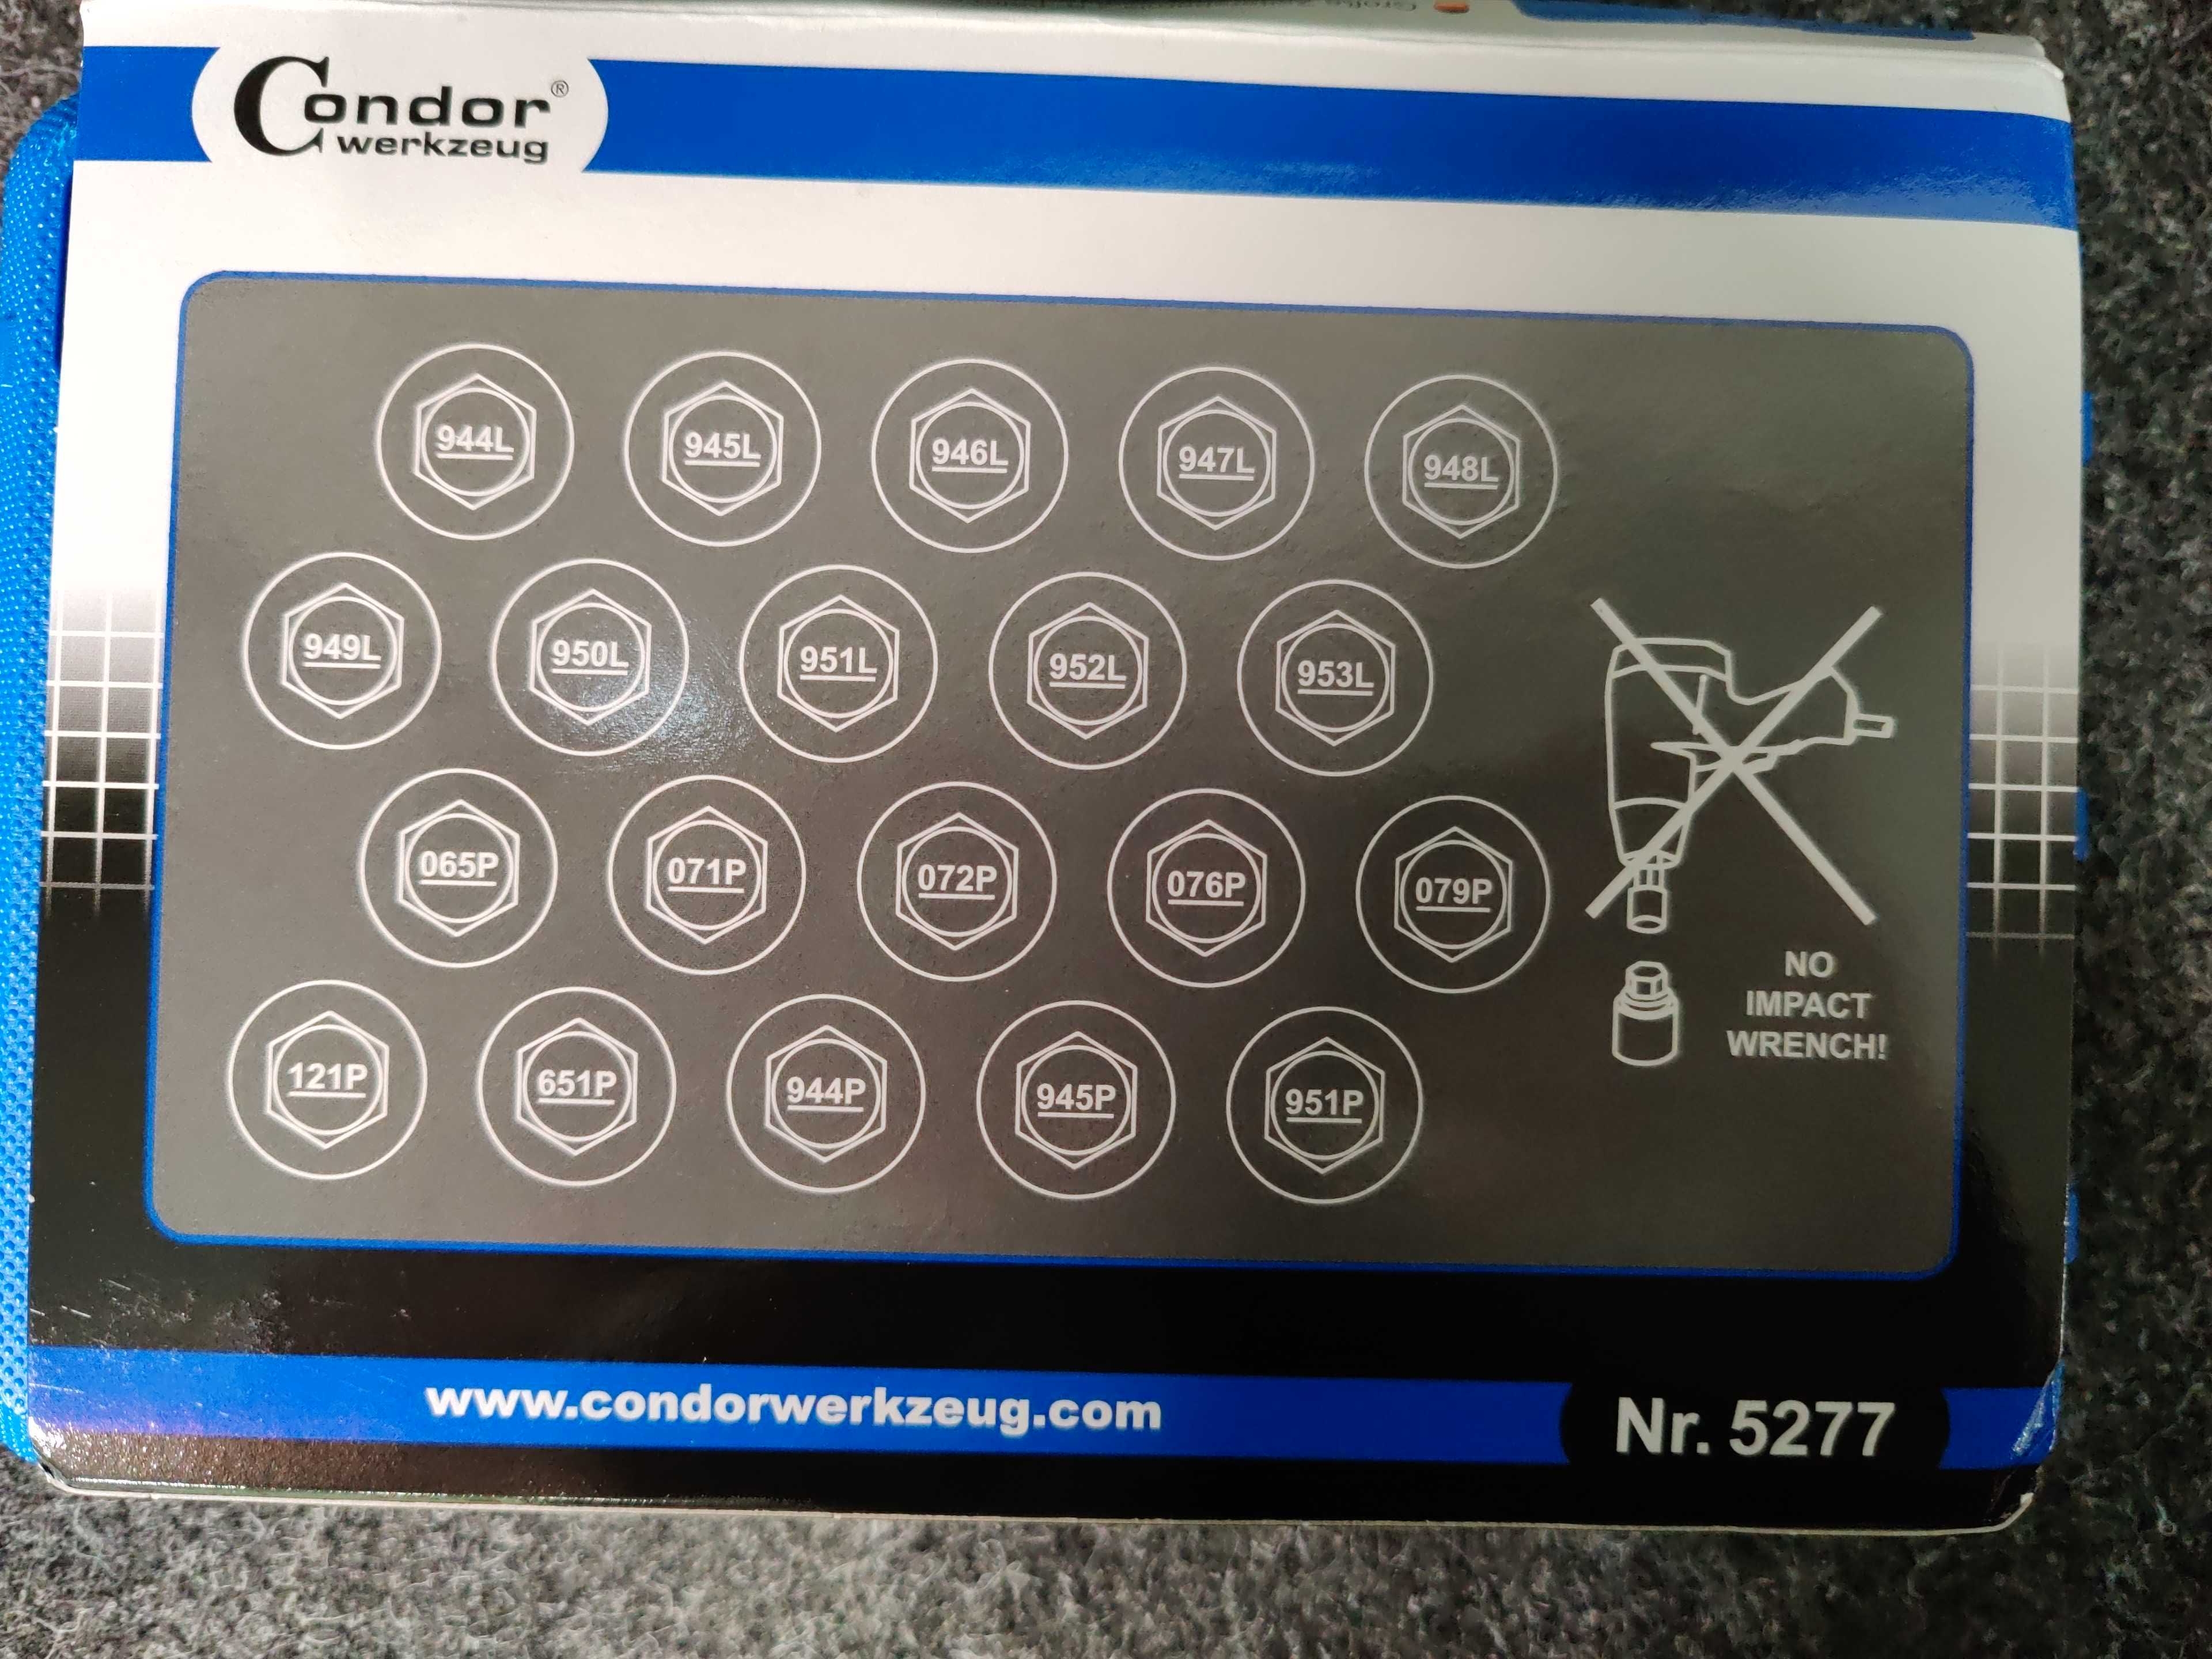 Condor®
werkzeug
944L 945L 946L 947L 948L
949L 950L 951L 952L 953L
065P 071P 072P 076P 079P
121P 651P 944P 945P 951P
NO
IMPACT
WRENCH!
www.condorwerkzeug.com
Nr. 5277